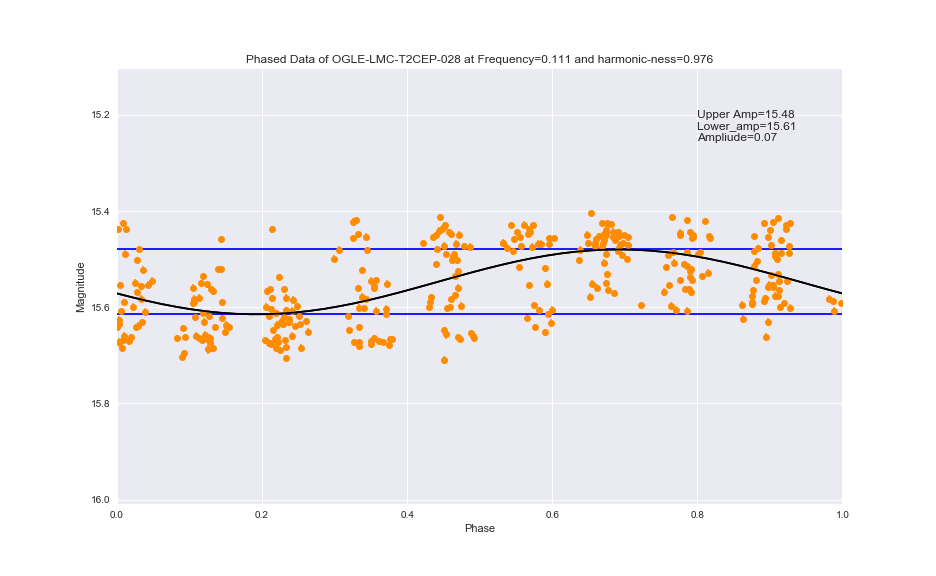 Phased Data of OGLE-LMC-T2CEP-028 at Frequency=0.111 and harmonic-ness=0.976
15.2
Upper Amp=15.48
Lower_amp=15.61
Ampliude=0.07
15.4
Magnitude
15.6
15.8
16.0
0.0 0.2 0.4 0.6 0.8 1.0
Phase